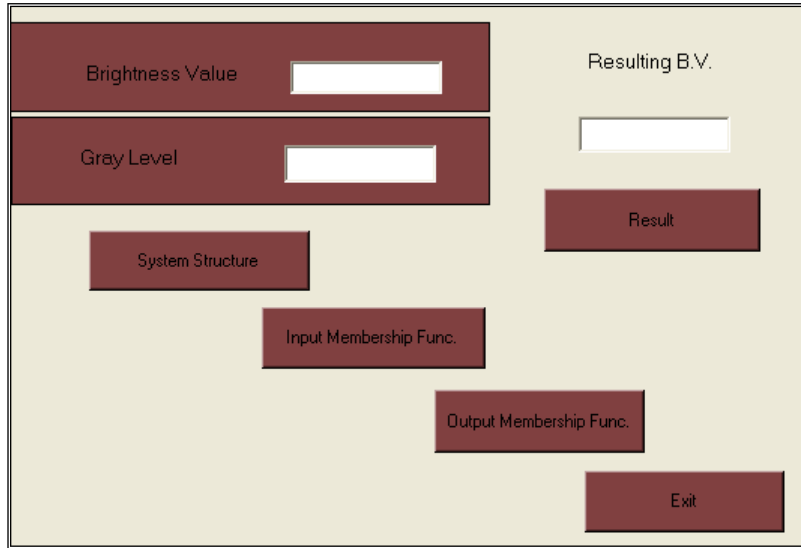 Brightness Value
Resulting B.V.
Gray Level
Result
System Structure
Input Membership Func.
Output Membership Func.
Exit